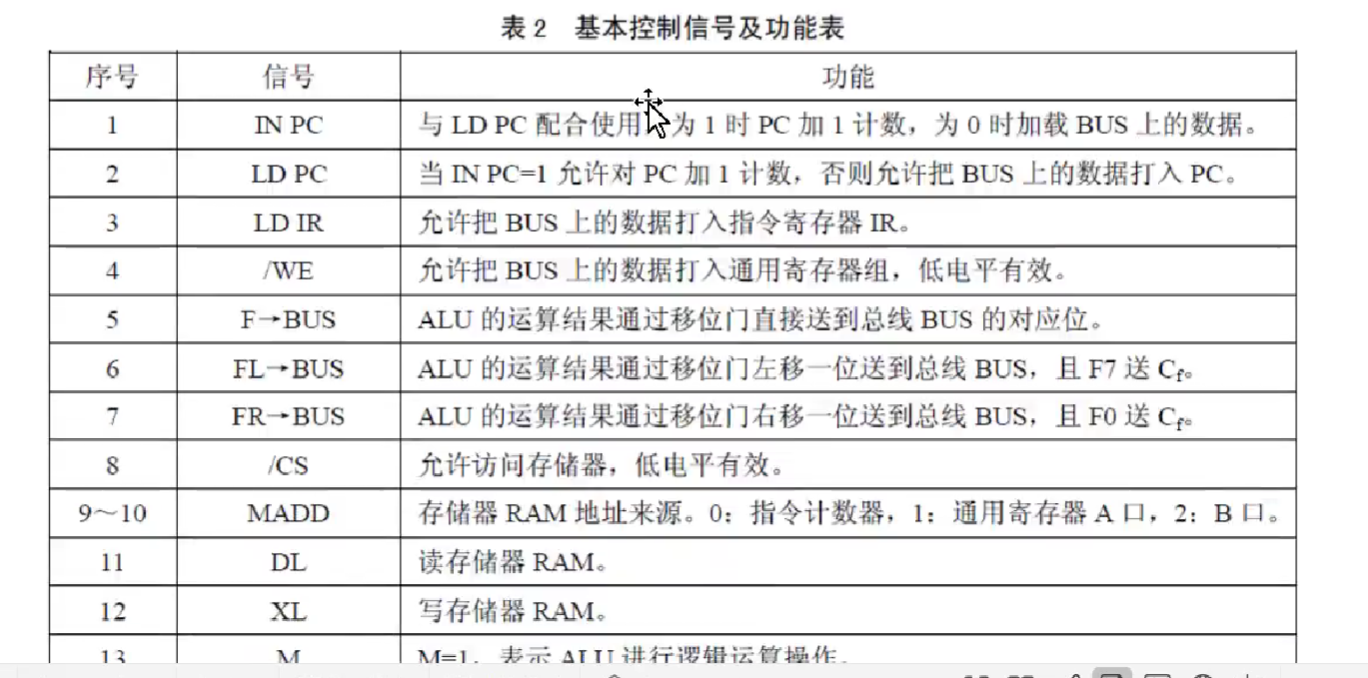 表 2 基本控制信号及功能表
序号 信号 功能
1 IN PC 与 LD PC 配合使用 为 1 时 PC 加 1 计数，为 0 时加载 BUS 上的数据。
2 LD PC 当 IN PC=1 允许对 PC 加 1 计数，否则允许把 BUS 上的数据打入 PC。
3 LD IR 允许把 BUS 上的数据打入指令寄存器 IR。
4 /WE 允许把 BUS 上的数据打入通用寄存器组，低电平有效。
5 F→BUS ALU 的运算结果通过移位门直接送到总线 BUS 的对应位。
6 FL→BUS ALU 的运算结果通过移位门左移一位送到总线 BUS，且 F7 送 Cf。
7 FR→BUS ALU 的运算结果通过移位门右移一位送到总线 BUS，且 F0 送 Cf。
8 /CS 允许访问存储器，低电平有效。
9～10 MADD 存储器 RAM 地址来源。0：指令计数器，1：通用寄存器 A 口，2：B 口。
11 DL 读存储器 RAM。
12 XL 写存储器 RAM。
13 M M=1，表示 ALU 进行逻辑运算操作。